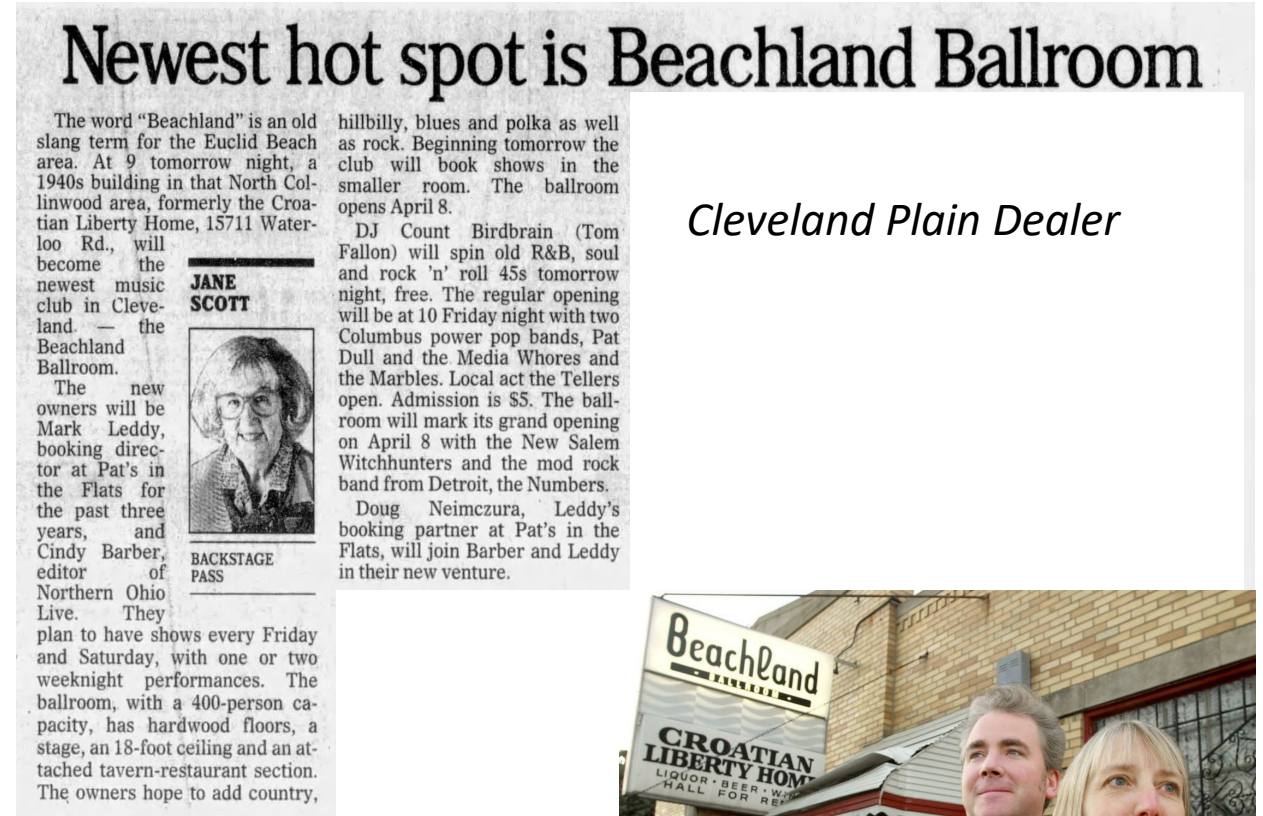 Newest hot spot is Beachland Ballroom
The word “Beachland” is an old
slang term for the Euclid Beach
area. At 9 tomorrow night, a
1940s building in that North Col-
linwood area, formerly the Croa-
tian Liberty Home, 15711 Water-
loo Rd., will
become the
newest music
club in Cleve-
land — the
Beachland
Ballroom.
The new
owners will be
Mark Leddy,
booking direc-
tor at Pat's in
the Flats for
the past three
years, and
Cindy Barber,
editor of
Northern Ohio
Live. They
plan to have shows every Friday
and Saturday, with one or two
weeknight performances. The
ballroom, with a 400-person ca-
pacity, has hardwood floors, a
stage, an 18-foot ceiling and an at-
tached tavern-restaurant section.
The owners hope to add country,
JANE
SCOTT
BACKSTAGE
PASS
hillbilly, blues and polka as well
as rock. Beginning tomorrow the
club will book shows in the
smaller room. The ballroom
opens April 8.
DJ Count Birdbrain (Tom
Fallon) will spin old R&B, soul
and rock 'n' roll 45s tomorrow
night, free. The regular opening
will be at 10 Friday night with two
Columbus power pop bands, Pat
Dull and the Media Whores and
the Marbles. Local act the Tellers
open. Admission is $5. The ball-
room will mark its grand opening
on April 8 with the New Salem
Witchhunters and the mod rock
band from Detroit, the Numbers.
Doug Neimczura, Leddy's
booking partner at Pat's in the
Flats, will join Barber and Leddy
in their new venture.
Cleveland Plain Dealer
Beachland
BALLROOM
CROATIAN
LIBERTY HOME
LIQUOR • BEER •
HALL FOR